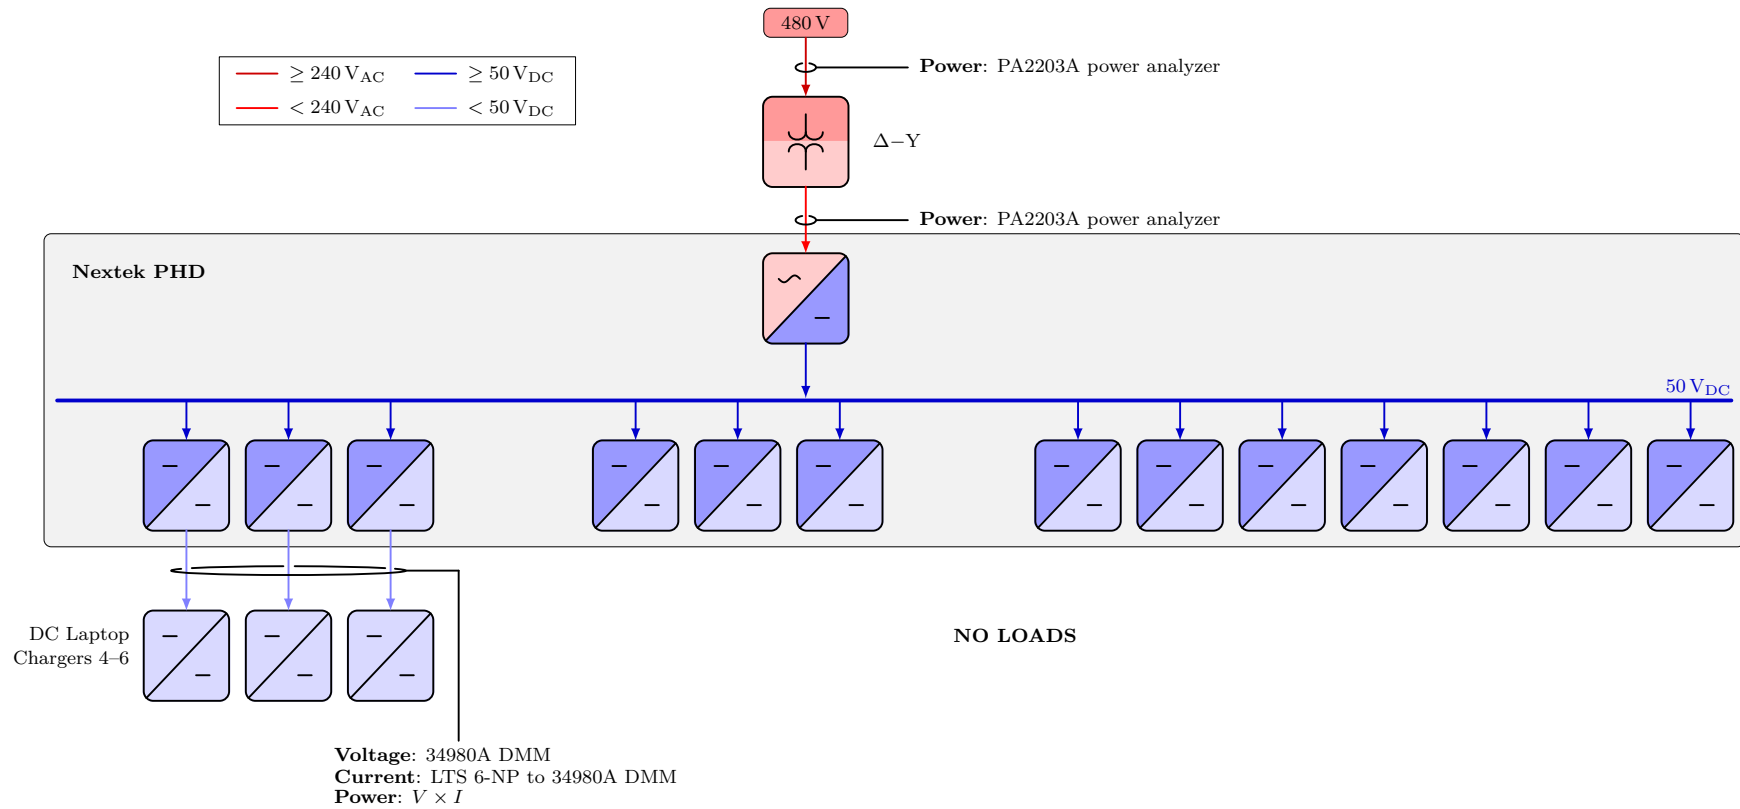 480 V
≥ 240 V_AC
≥ 50 V_DC
< 240 V_AC
< 50 V_DC
Power: PA2203A power analyzer
Δ−Y
Power: PA2203A power analyzer
Nextek PHD
50 V_DC
DC Laptop
Chargers 4–6
NO LOADS
Voltage: 34980A DMM
Current: LTS 6-NP to 34980A DMM
Power: V × I